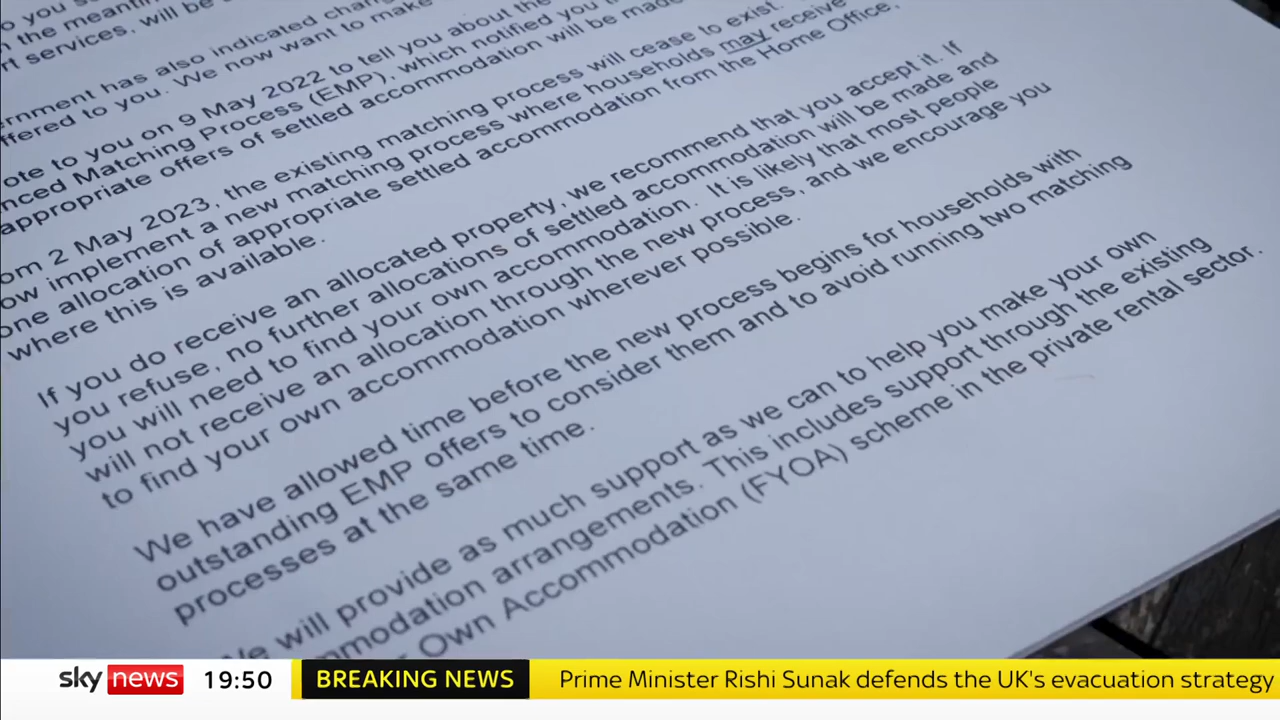 o you s
n the meanin
rt services, will be
ernment has also indicated chan
ffered to you. We now want to make
ote to you on 9 May 2022 to tell you about the
nced Matching Process (EMP), which notified you t
appropriate offers of settled accommodation will be made
om 2 May 2023, the existing matching process will cease to exist.
ow implement a new matching process where households may receive
one allocation of appropriate settled accommodation from the Home Office,
where this is available.
If you do receive an allocated property, we recommend that you accept it. If
you refuse, no further allocations of settled accommodation will be made and
you will need to find your own accommodation. It is likely that most people
will not receive an allocation through the new process, and we encourage you
to find your own accommodation wherever possible.
We have allowed time before the new process begins for households with
outstanding EMP offers to consider them and to avoid running two matching
processes at the same time.
We will provide as much support as we can to help you make your own
mmodation arrangements. This includes support through the existing
r Own Accommodation (FYOA) scheme in the private rental sector.
sky news 19:50 BREAKING NEWS Prime Minister Rishi Sunak defends the UK's evacuation strategy